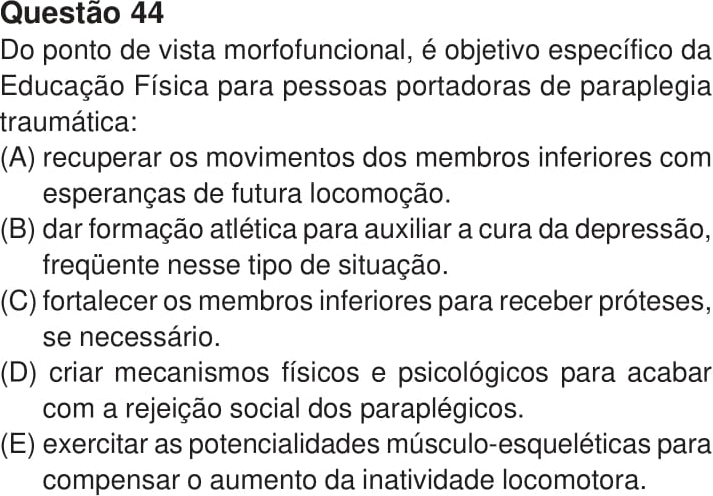 Questão 44
Do ponto de vista morfofuncional, é objetivo específico da
Educação Física para pessoas portadoras de paraplegia
traumática:
(A) recuperar os movimentos dos membros inferiores com
esperanças de futura locomoção.
(B) dar formação atlética para auxiliar a cura da depressão,
freqüente nesse tipo de situação.
(C) fortalecer os membros inferiores para receber próteses,
se necessário.
(D) criar mecanismos físicos e psicológicos para acabar
com a rejeição social dos paraplégicos.
(E) exercitar as potencialidades músculo-esqueléticas para
compensar o aumento da inatividade locomotora.